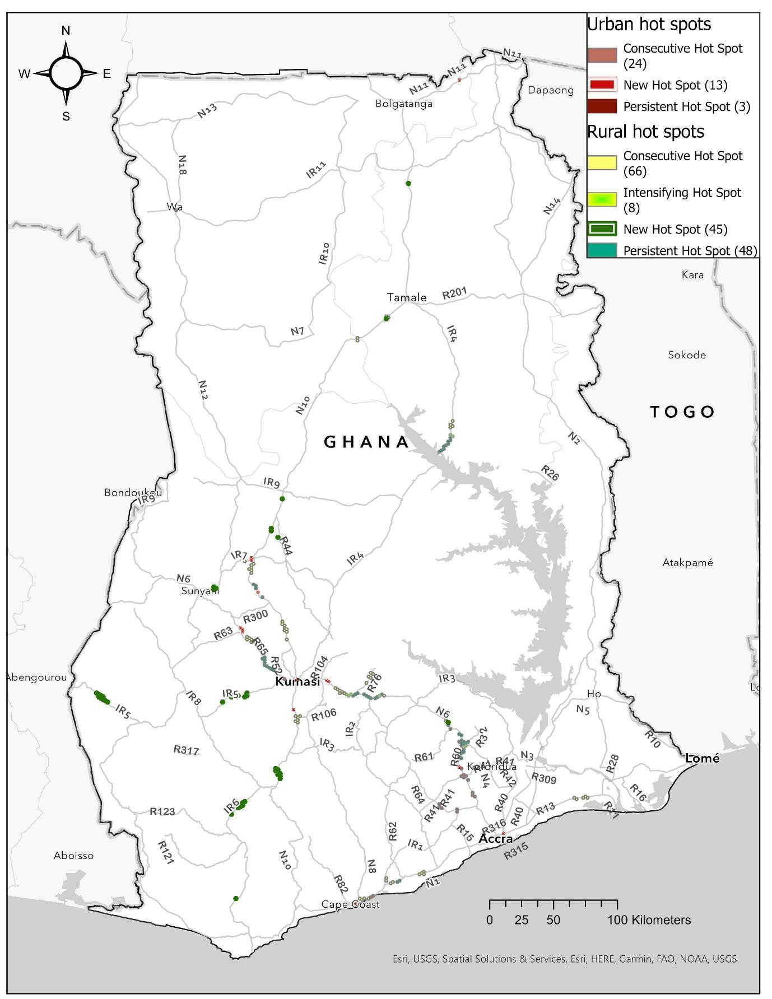 N
W
E
S
Urban hot spots
Consecutive Hot Spot
(24)
New Hot Spot (13)
Persistent Hot Spot (3)
Rural hot spots
Consecutive Hot Spot
(66)
Intensifying Hot Spot
(8)
New Hot Spot (45)
Persistent Hot Spot (48)
N11
N11
N11
Dapaong
Bolgatanga
N13
N18
IR11
Wa
N14
IR10
Kara
Tamale
R201
N7
IR4
Sokode
N12
N10
TOGO
GHANA
N2
R26
IR9
Bondoukou
IR9
R44
IR7
IR4
Atakpamé
N6
Sunyani
R300
R63
R65
R52
R104
Abengourou
Kumasi
R76
IR3
IR5
IR8
IR5
Ho
N5
N6
R106
IR2
R32
R10
IR3
R317
R61
R60
N3
Lomé
Koforidua
R41
R41
R28
N4
R42
R309
R64
R41
R41
R40
R40
R13
R16
R11
IR6
R123
R62
R15
R316
Accra
R315
IR1
R121
Aboisso
N10
N8
R82
N1
Cape Coast
0 25 50 100 Kilometers
Esri, USGS, Spatial Solutions & Services, Esri, HERE, Garmin, FAO, NOAA, USGS